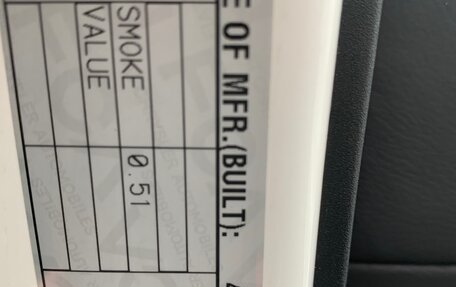 E OF MFR.(BUILT):
SMOKE 0.51
VALUE